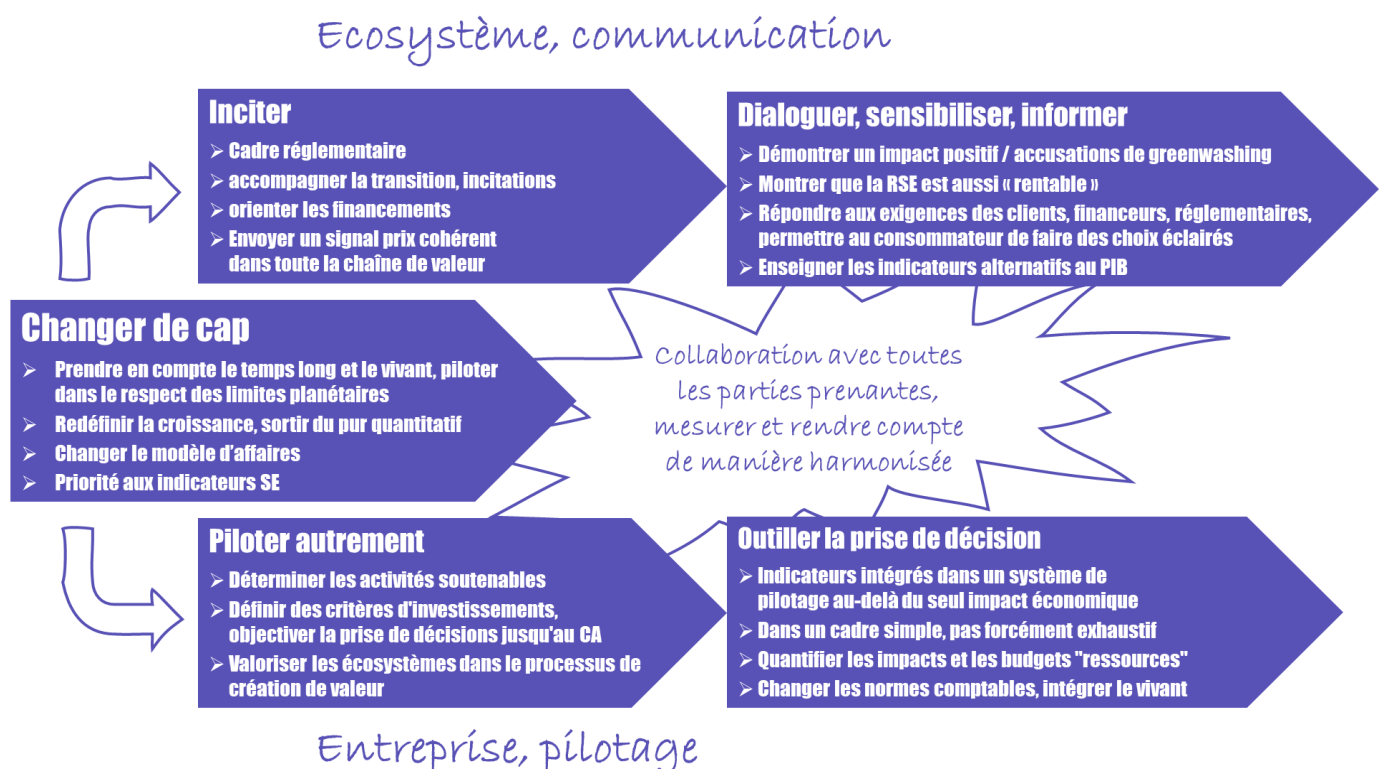 Ecosystème, communication
Inciter
➢ Cadre réglementaire
➢ accompagner la transition, incitations
➢ orienter les financements
➢ Envoyer un signal prix cohérent
dans toute la chaîne de valeur
Dialoguer, sensibiliser, informer
➢ Démontrer un impact positif / accusations de greenwashing
➢ Montrer que la RSE est aussi « rentable »
➢ Répondre aux exigences des clients, financeurs, réglementaires,
permettre au consommateur de faire des choix éclairés
➢ Enseigner les indicateurs alternatifs au PIB
Changer de cap
➢ Prendre en compte le temps long et le vivant, piloter
dans le respect des limites planétaires
➢ Redéfinir la croissance, sortir du pur quantitatif
➢ Changer le modèle d'affaires
➢ Priorité aux indicateurs SE
Collaboration avec toutes
les parties prenantes,
mesurer et rendre compte
de manière harmonisée
Piloter autrement
➢ Déterminer les activités soutenables
➢ Définir des critères d'investissements,
objectiver la prise de décisions jusqu'au CA
➢ Valoriser les écosystèmes dans le processus de
création de valeur
Outiller la prise de décision
➢ Indicateurs intégrés dans un système de
pilotage au-delà du seul impact économique
➢ Dans un cadre simple, pas forcément exhaustif
➢ Quantifier les impacts et les budgets "ressources"
➢ Changer les normes comptables, intégrer le vivant
Entreprise, pilotage